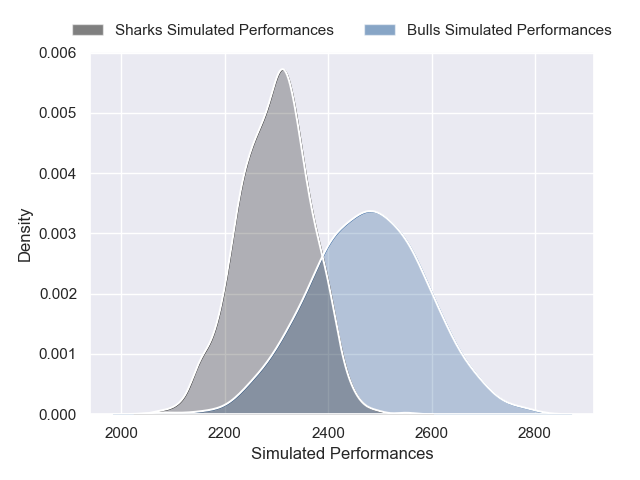 Sharks Simulated Performances Bulls Simulated Performances
0.006
0.005
0.004
0.003
0.002
0.001
0.000
Density
2000 2200 2400 2600 2800
Simulated Performances